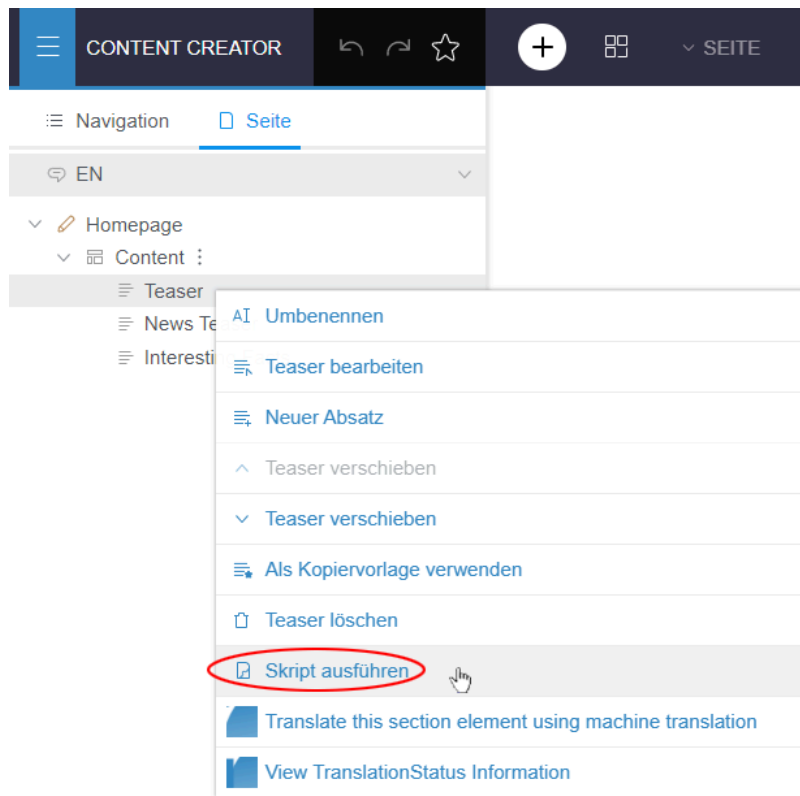 CONTENT CREATOR
SEITE
Navigation
Seite
EN
Homepage
Content
Teaser
News
Umbenennen
Teaser bearbeiten
Neuer Absatz
Teaser verschieben
Teaser verschieben
Als Kopiervorlage verwenden
Teaser löschen
Skript ausführen
Translate this section element using machine translation
View TranslationStatus Information